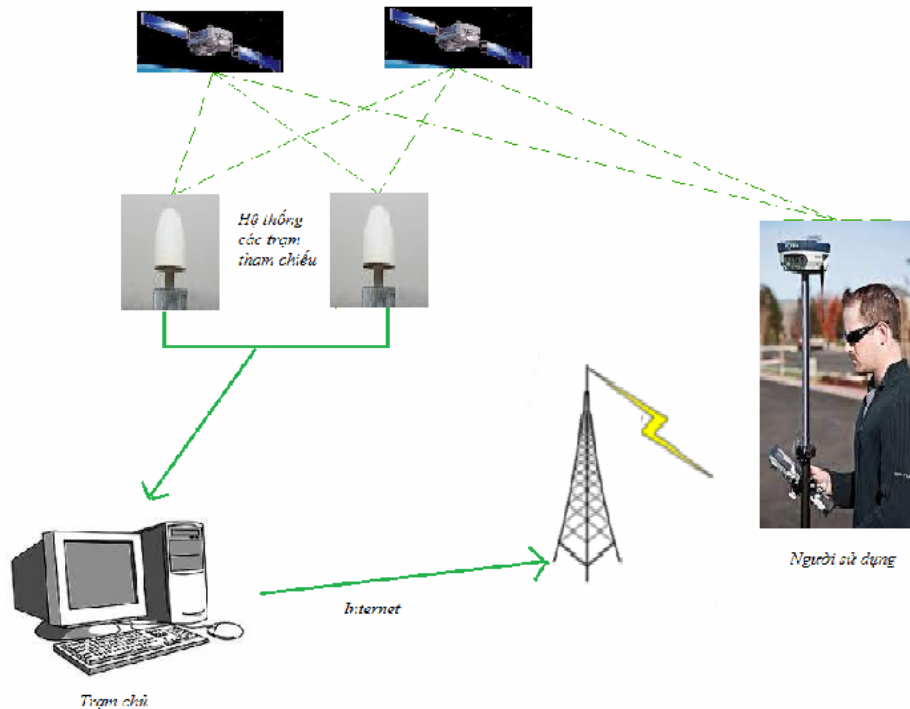 Hệ thống
các trạm
tham chiếu
Người sử dụng
Internet
Trạm chủ